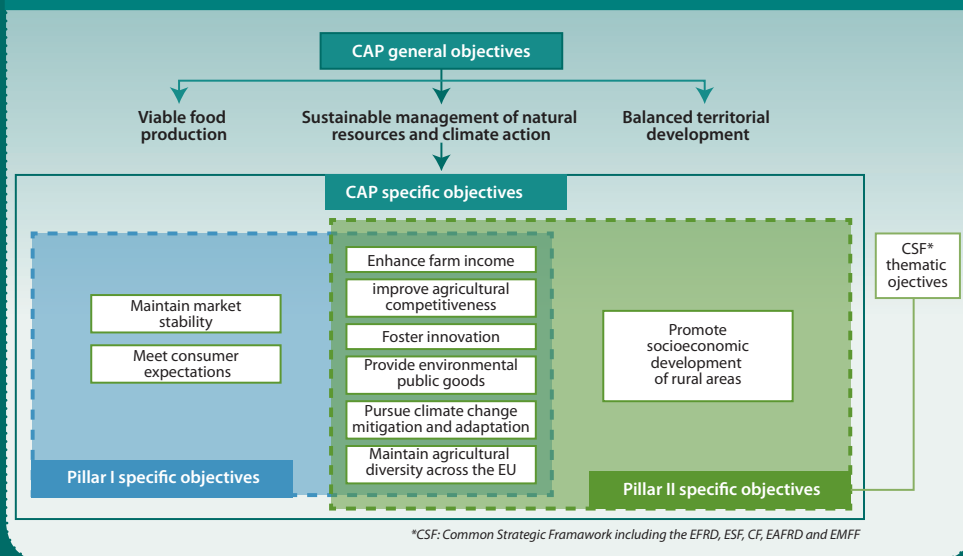 CAP general objectives
Viable food
production
Sustainable management of natural
resources and climate action
Balanced territorial
development
CAP specific objectives
Maintain market
stability
Meet consumer
expectations
Pillar I specific objectives
Enhance farm income
improve agricultural
competitiveness
Foster innovation
Provide environmental
public goods
Pursue climate change
mitigation and adaptation
Maintain agricultural
diversity across the EU
Promote
socioeconomic
development
of rural areas
Pillar II specific objectives
CSF*
thematic
ojectives
*CSF: Common Strategic Framawork including the EFRD, ESF, CF, EAFRD and EMFF